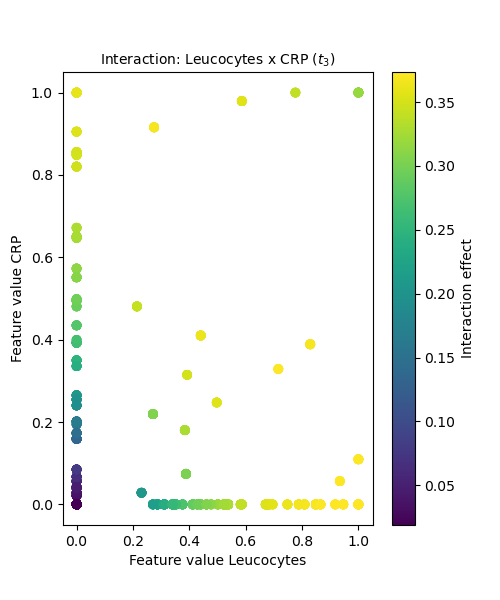 Interaction: Leucocytes x CRP (t₃)
Feature value CRP
1.0
0.8
0.6
0.4
0.2
0.0
0.0 0.2 0.4 0.6 0.8 1.0
Feature value Leucocytes
0.35
0.30
0.25
0.20
0.15
0.10
0.05
Interaction effect